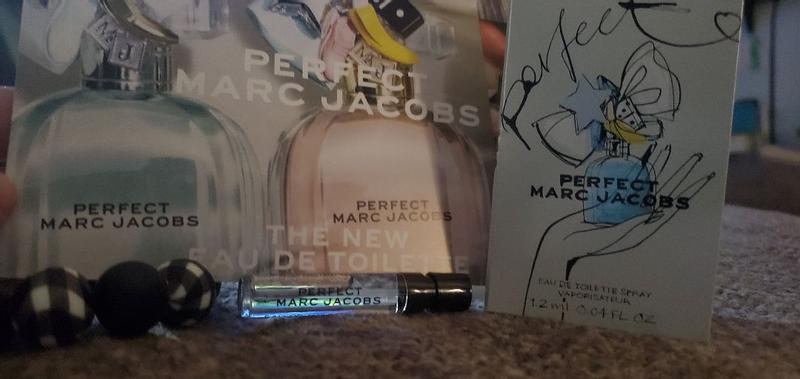 MJ
PERFECT
MARC JACOBS
PERFECT
MARC JACOBS
PERFECT
MARC JACOBS
THE NEW
EAU DE TOILETTE
PERFECT
MARC JACOBS
perfect
PERFECT
MARC JACOBS
EAU DE TOILETTE SPRAY
VAPORISATEUR
1.2 ml 0.04 FL OZ